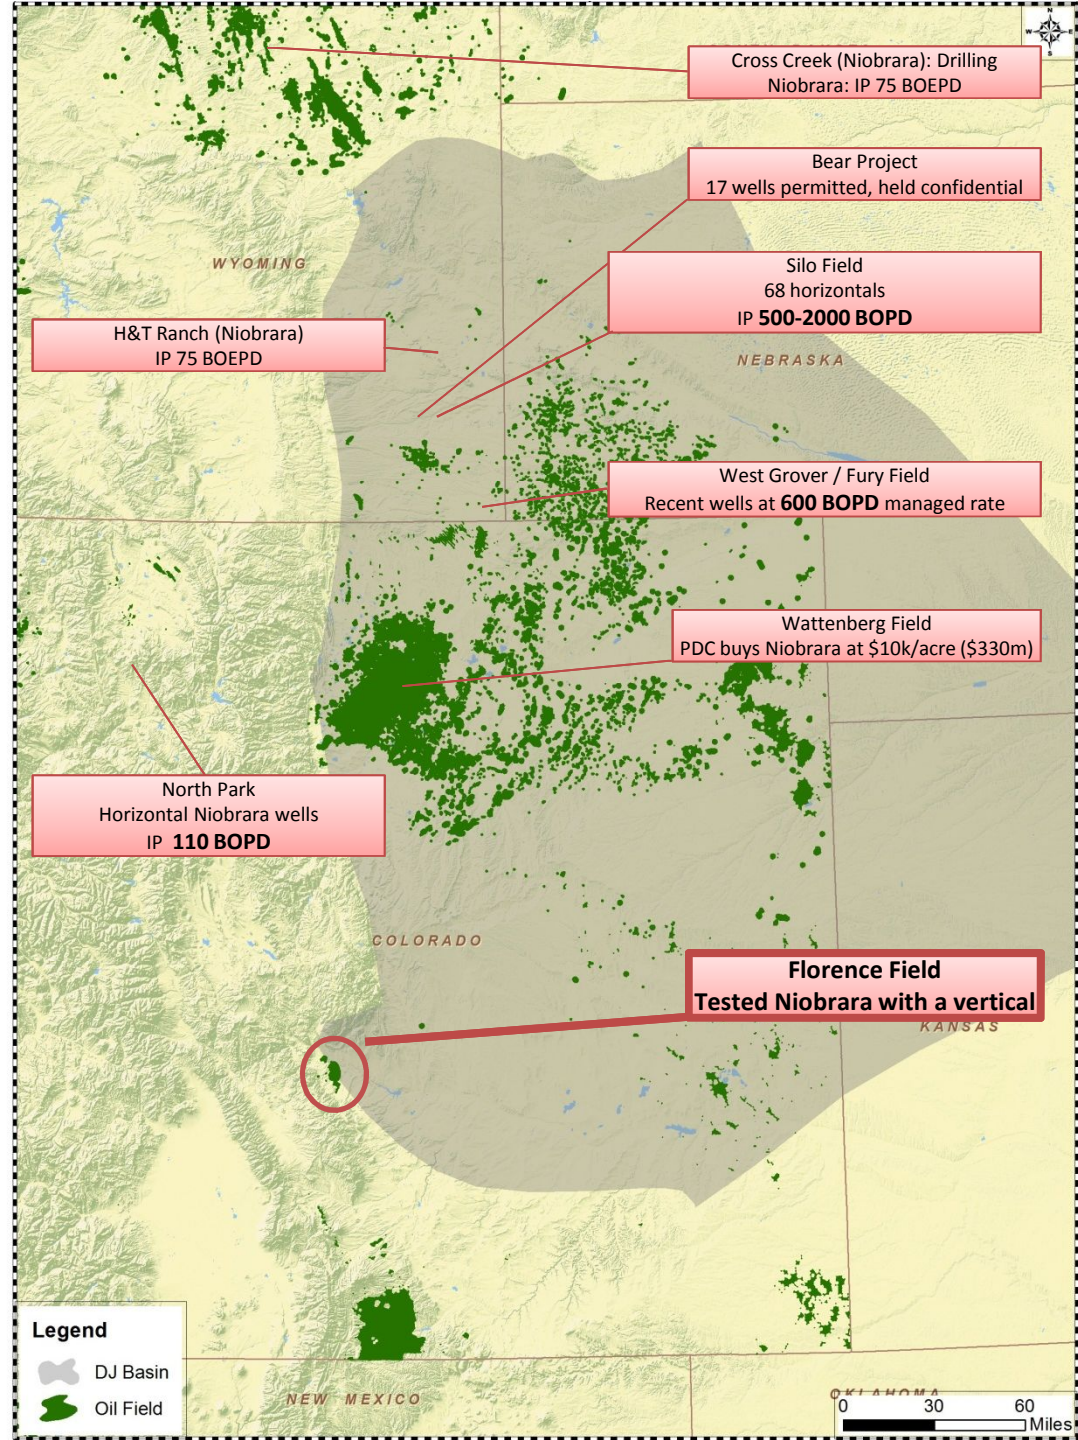 N
W E
S
Cross Creek (Niobrara): Drilling
Niobrara: IP 75 BOEPD
Bear Project
17 wells permitted, held confidential
WYOMING
Silo Field
68 horizontals
IP 500-2000 BOPD
H&T Ranch (Niobrara)
IP 75 BOEPD
NEBRASKA
West Grover / Fury Field
Recent wells at 600 BOPD managed rate
Wattenberg Field
PDC buys Niobrara at $10k/acre ($330m)
North Park
Horizontal Niobrara wells
IP 110 BOPD
COLORADO
Florence Field
Tested Niobrara with a vertical
KANSAS
Legend
DJ Basin
Oil Field
NEW MEXICO
OKLAHOMA
0 30 60
Miles